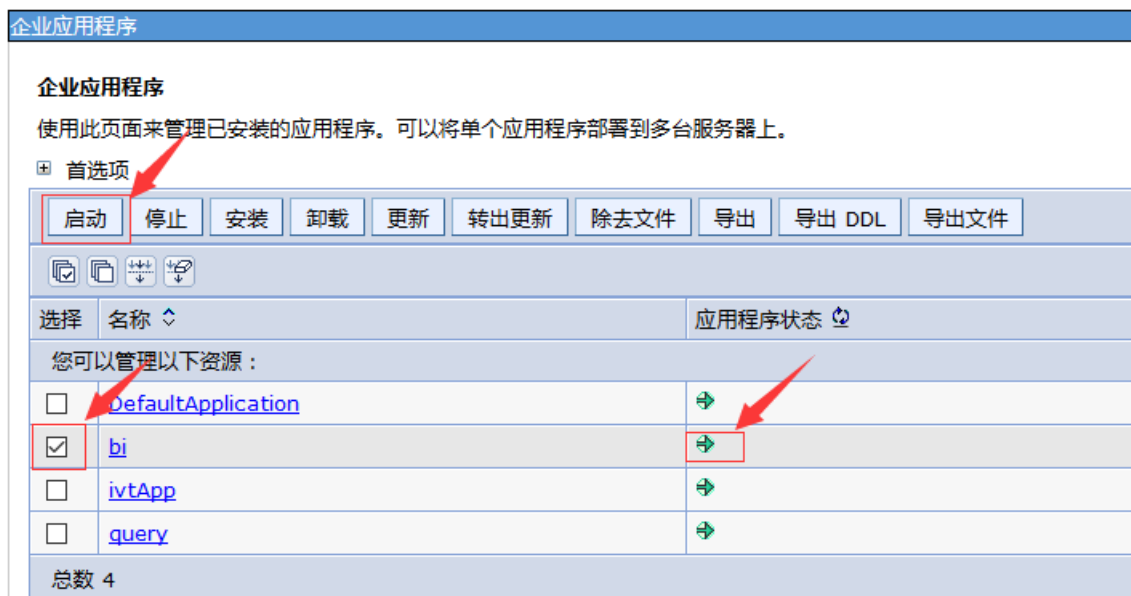 企业应用程序
企业应用程序
使用此页面来管理已安装的应用程序。可以将单个应用程序部署到多台服务器上。
首选项
启动 停止 安装 卸载 更新 转出更新 除去文件 导出 导出 DDL 导出文件
选择 名称 应用程序状态
您可以管理以下资源：
DefaultApplication
bi
ivtApp
query
总数 4